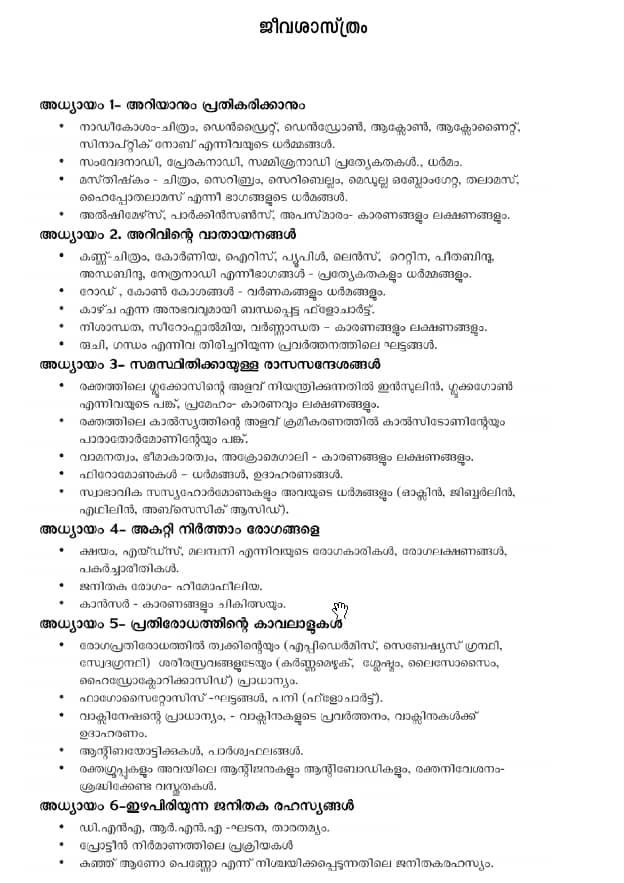 ജീവശാസ്ത്രം
അധ്യായം 1- അറിയാനും പ്രതികരിക്കാനും
• നാഡീകോശം-ചിത്രം, ഡെൻഡ്രൈറ്റ്, ഡെൻഡ്രോൺ, ആക്സോൺ, ആക്സോണൈറ്റ്,
സിനാപ്റ്റിക് നോബ് എന്നിവയുടെ ധർമ്മങ്ങൾ.
• സംവേദനാഡി, പ്രേരകനാഡി, സമ്മിശ്രനാഡി പ്രത്യേകതകൾ., ധർമം.
• മസ്തിഷ്കം - ചിത്രം, സെറിബ്രം, സെറിബെല്ലം, മെഡുല്ല ഒബ്ലോംഗേറ്റ, തലാമസ്,
ഹൈപ്പോതലാമസ് എന്നീ ഭാഗങ്ങളുടെ ധർമങ്ങൾ.
• അൽഷിമേഴ്സ്, പാർക്കിൻസൺസ്, അപസ്മാരം- കാരണങ്ങളും ലക്ഷണങ്ങളും.
അധ്യായം 2. അറിവിന്റെ വാതായനങ്ങൾ
• കണ്ണ്-ചിത്രം, കോർണിയ, ഐറിസ്, പ്യൂപിൾ, ലെൻസ്, റെറ്റിന, പീതബിന്ദു,
അന്ധബിന്ദു, നേത്രനാഡി എന്നീഭാഗങ്ങൾ - പ്രത്യേകതകളും ധർമ്മങ്ങളും.
• റോഡ് , കോൺ കോശങ്ങൾ - വർണകങ്ങളും ധർമങ്ങളും.
• കാഴ്ച എന്ന അനുഭവവുമായി ബന്ധപ്പെട്ട ഫ്ളോചാർട്ട്.
• നിശാന്ധത, സീറോഫ്താൽമിയ, വർണ്ണാന്ധത – കാരണങ്ങളും ലക്ഷണങ്ങളും.
• രുചി, ഗന്ധം എന്നിവ തിരിച്ചറിയുന്ന പ്രവർത്തനത്തിലെ ഘട്ടങ്ങൾ.
അധ്യായം 3- സമസ്ഥിതിക്കായുള്ള രാസസന്ദേശങ്ങൾ
• രക്തത്തിലെ ഗ്ലൂക്കോസിന്റെ അളവ് നിയന്ത്രിക്കുന്നതിൽ ഇൻസുലിൻ, ഗ്ലൂക്കഗോൺ
എന്നിവയുടെ പങ്ക്, പ്രമേഹം- കാരണവും ലക്ഷണങ്ങളും.
• രക്തത്തിലെ കാൽസ്യത്തിന്റെ അളവ് ക്രമീകരണത്തിൽ കാൽസിടോണിന്റേയും
പാരാതോർമോണിന്റേയും പങ്ക്.
• വാമനത്വം, ഭീമാകാരത്വം, അക്രോമെഗാലി - കാരണങ്ങളും ലക്ഷണങ്ങളും.
• ഫിറോമോണുകൾ – ധർമങ്ങൾ, ഉദാഹരണങ്ങൾ.
• സ്വാഭാവിക സസ്യഹോർമോണുകളും അവയുടെ ധർമങ്ങളും (ഓക്സിൻ, ജിബ്ബർലിൻ,
എഥിലിൻ, അബ്സെസിക് ആസിഡ്).
അധ്യായം 4- അകറ്റി നിർത്താം രോഗങ്ങളെ
• ക്ഷയം, എയ്ഡ്സ്, മലമ്പനി എന്നിവയുടെ രോഗകാരികൾ, രോഗലക്ഷണങ്ങൾ,
പകർച്ചാരീതികൾ.
• ജനിതക രോഗം- ഹീമോഫീലിയ.
• കാൻസർ - കാരണങ്ങളും ചികിത്സയും.
അധ്യായം 5- പ്രതിരോധത്തിന്റെ കാവലാളുകൾ
• രോഗപ്രതിരോധത്തിൽ ത്വക്കിന്റെയും (എപ്പിഡെർമിസ്, സെബേഷ്യസ് ഗ്രന്ഥി,
സ്വേദഗ്രന്ഥി) ശരീരസ്രവങ്ങളുടേയും (കർണ്ണമെഴുക്, ശ്ലേഷ്മം, ലൈസോസൈം,
ഹൈഡ്രോക്ലോറിക്കാസിഡ്) പ്രാധാന്യം.
• ഫാഗോസൈറ്റോസിസ് -ഘട്ടങ്ങൾ, പനി (ഫ്ളോചാർട്ട്).
• വാക്സിനേഷന്റെ പ്രാധാന്യം, - വാക്സിനുകളുടെ പ്രവർത്തനം, വാക്സിനുകൾക്ക്
ഉദാഹരണം.
• ആന്റിബയോട്ടിക്കുകൾ, പാർശ്വഫലങ്ങൾ.
• രക്തഗ്രൂപ്പുകളും അവയിലെ ആന്റിജനുകളും ആന്റിബോഡികളും, രക്തനിവേശനം-
ശ്രദ്ധിക്കേണ്ട വസ്തുതകൾ.
അധ്യായം 6-ഇഴപിരിയുന്ന ജനിതക രഹസ്യങ്ങൾ
• ഡി.എൻഎ, ആർ.എൻ.എ -ഘടന, താരതമ്യം.
• പ്രോട്ടീൻ നിർമാണത്തിലെ പ്രക്രിയകൾ
• കുഞ്ഞ് ആണോ പെണ്ണോ എന്ന് നിശ്ചയിക്കപ്പെടുന്നതിലെ ജനിതകരഹസ്യം.